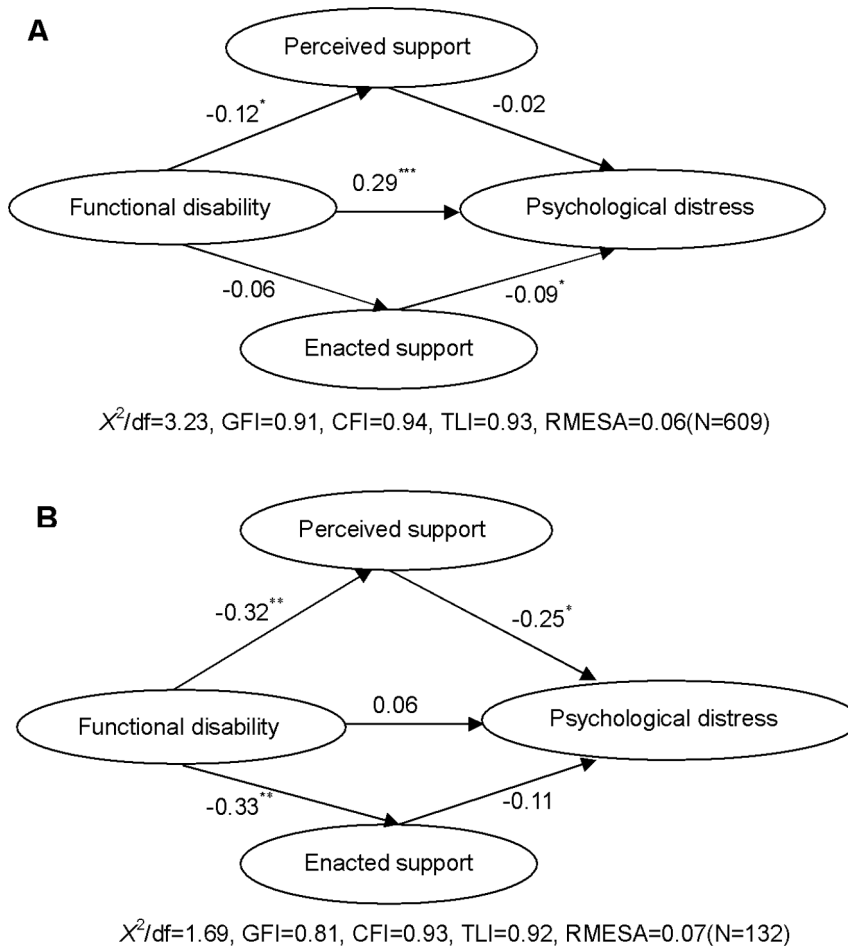 A
Perceived support
-0.12*
-0.02
0.29***
Functional disability
Psychological distress
-0.06
-0.09*
Enacted support
X²/df=3.23, GFI=0.91, CFI=0.94, TLI=0.93, RMESA=0.06(N=609)
B
Perceived support
-0.32**
-0.25*
0.06
Functional disability
Psychological distress
-0.33**
-0.11
Enacted support
X²/df=1.69, GFI=0.81, CFI=0.93, TLI=0.92, RMESA=0.07(N=132)